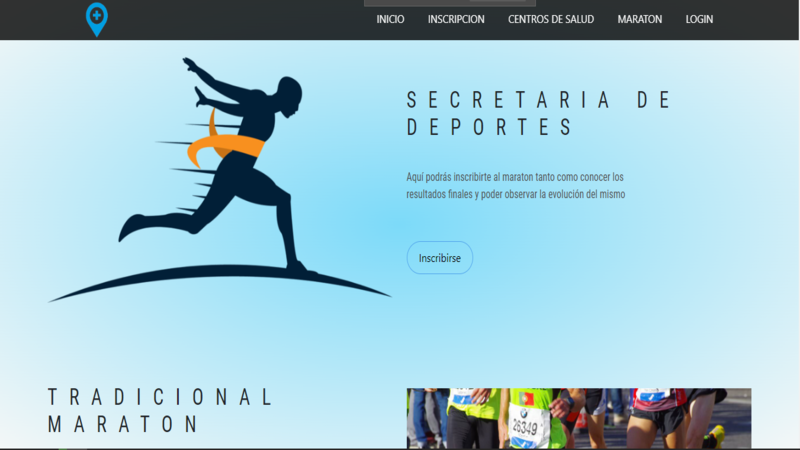 INICIO INSCRIPCION CENTROS DE SALUD MARATON LOGIN
SECRETARIA DE
DEPORTES
Aquí podrás inscribirte al maraton tanto como conocer los
resultados finales y poder observar la evolución del mismo
Inscribirse
TRADICIONAL
MARATON
26349